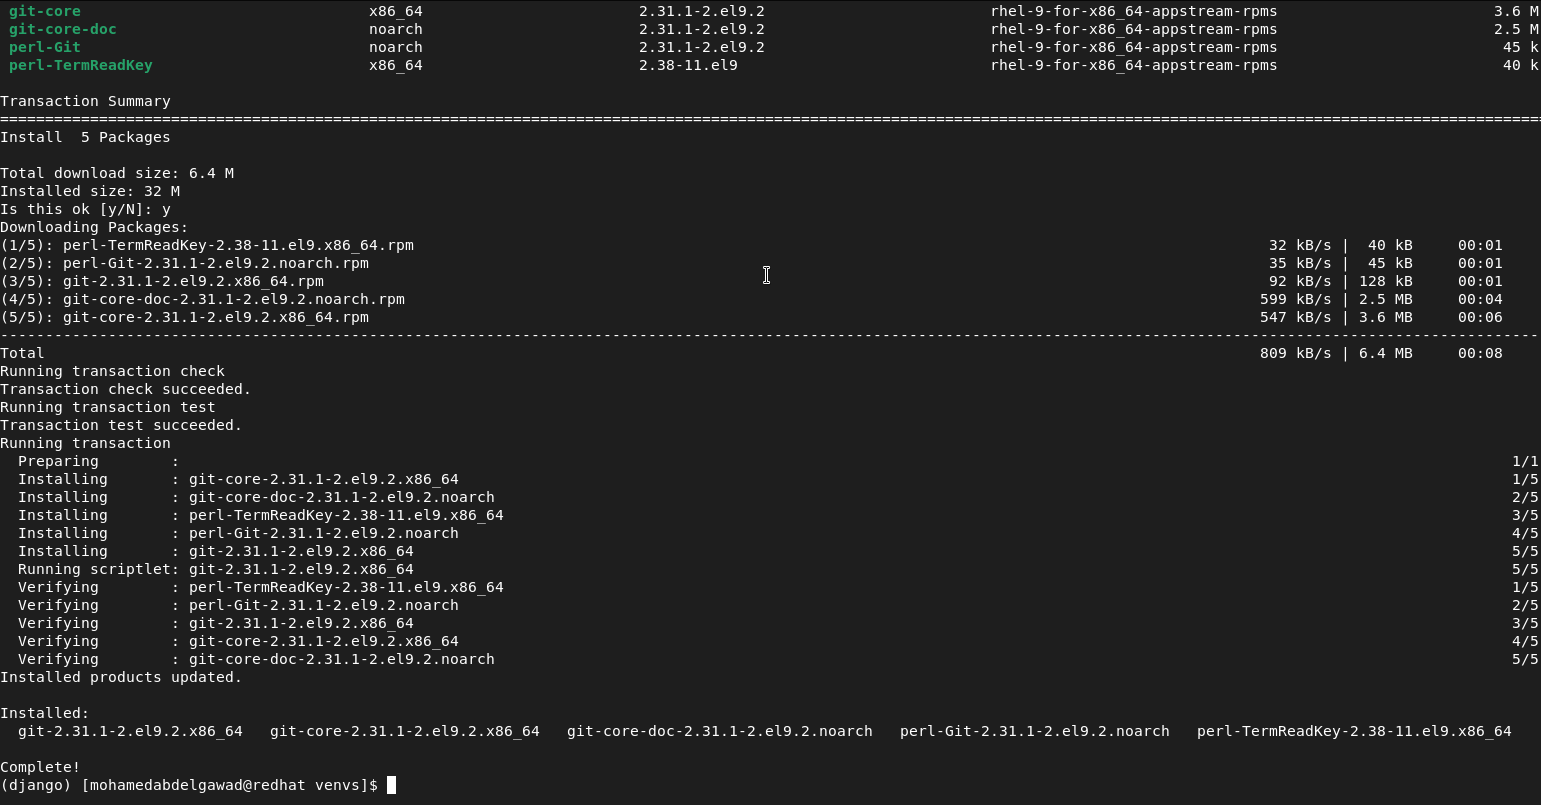 git-core x86_64 2.31.1-2.el9.2 rhel-9-for-x86_64-appstream-rpms 3.6 M
git-core-doc noarch 2.31.1-2.el9.2 rhel-9-for-x86_64-appstream-rpms 2.5 M
perl-Git noarch 2.31.1-2.el9.2 rhel-9-for-x86_64-appstream-rpms 45 k
perl-TermReadKey x86_64 2.38-11.el9 rhel-9-for-x86_64-appstream-rpms 40 k
Transaction Summary
================================================================================
Install  5 Packages
Total download size: 6.4 M
Installed size: 32 M
Is this ok [y/N]: y
Downloading Packages:
(1/5): perl-TermReadKey-2.38-11.el9.x86_64.rpm 32 kB/s |  40 kB 00:01
(2/5): perl-Git-2.31.1-2.el9.2.noarch.rpm 35 kB/s |  45 kB 00:01
(3/5): git-2.31.1-2.el9.2.x86_64.rpm 92 kB/s | 128 kB 00:01
(4/5): git-core-doc-2.31.1-2.el9.2.noarch.rpm 599 kB/s | 2.5 MB 00:04
(5/5): git-core-2.31.1-2.el9.2.x86_64.rpm 547 kB/s | 3.6 MB 00:06
--------------------------------------------------------------------------------
Total 809 kB/s | 6.4 MB 00:08
Running transaction check
Transaction check succeeded.
Running transaction test
Transaction test succeeded.
Running transaction
Preparing : 1/1
Installing : git-core-2.31.1-2.el9.2.x86_64 1/5
Installing : git-core-doc-2.31.1-2.el9.2.noarch 2/5
Installing : perl-TermReadKey-2.38-11.el9.x86_64 3/5
Installing : perl-Git-2.31.1-2.el9.2.noarch 4/5
Installing : git-2.31.1-2.el9.2.x86_64 5/5
Running scriptlet: git-2.31.1-2.el9.2.x86_64 5/5
Verifying : perl-TermReadKey-2.38-11.el9.x86_64 1/5
Verifying : perl-Git-2.31.1-2.el9.2.noarch 2/5
Verifying : git-2.31.1-2.el9.2.x86_64 3/5
Verifying : git-core-2.31.1-2.el9.2.x86_64 4/5
Verifying : git-core-doc-2.31.1-2.el9.2.noarch 5/5
Installed products updated.
Installed:
git-2.31.1-2.el9.2.x86_64 git-core-2.31.1-2.el9.2.x86_64 git-core-doc-2.31.1-2.el9.2.noarch perl-Git-2.31.1-2.el9.2.noarch perl-TermReadKey-2.38-11.el9.x86_64
Complete!
(django) [mohamedabdelgawad@redhat venvs]$